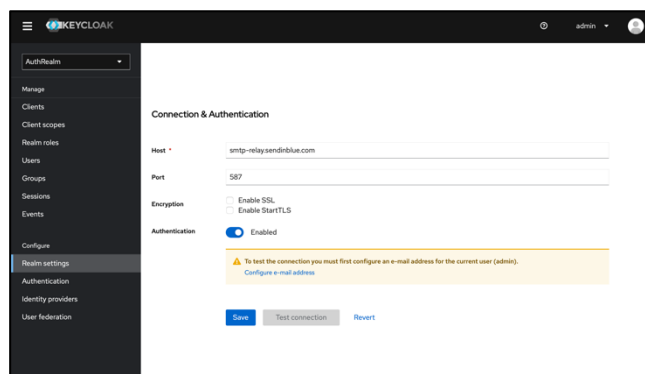 KEYCLOAK
admin
AuthRealm
Manage
Clients
Client scopes
Realm roles
Users
Groups
Sessions
Events
Configure
Realm settings
Authentication
Identity providers
User federation
Connection & Authentication
Host *
smtp-relay.sendinblue.com
Port
587
Encryption
Enable SSL
Enable StartTLS
Authentication
Enabled
To test the connection you must first configure an e-mail address for the current user (admin).
Configure e-mail address
Save
Test connection
Revert